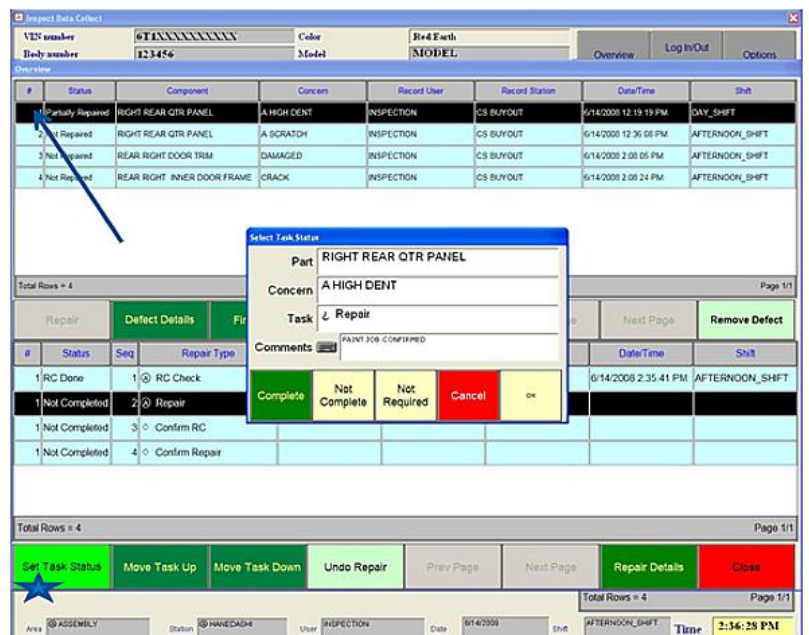 Inspect Data Collect
VIN number 6T1XXXXXXXXXX Color Red Earth
Body number 123456 Model MODEL Overview Log In/Out Options
Overview
# Status Component Concern Record User Record Station Date/Time Shift
1 Partially Repaired RIGHT REAR QTR PANEL A HIGH DENT INSPECTION CS BUYOUT 6/14/2008 12:19:19 PM DAY_SHIFT
2 Not Repaired RIGHT REAR QTR PANEL A SCRATCH INSPECTION CS BUYOUT 6/14/2008 12:36:08 PM AFTERNOON_SHIFT
3 Not Repaired REAR RIGHT DOOR TRIM DAMAGED INSPECTION CS BUYOUT 6/14/2008 2:08:05 PM AFTERNOON_SHIFT
4 Not Repaired REAR RIGHT INNER DOOR FRAME CRACK INSPECTION CS BUYOUT 6/14/2008 2:08:24 PM AFTERNOON_SHIFT
Total Rows = 4 Page 1/1
Repair Defect Details Fir Next Page Remove Defect
Select Task Status
Part RIGHT REAR QTR PANEL
Concern A HIGH DENT
Task ¿ Repair
Comments PAINT JOB CONFIRMED
Complete Not Complete Not Required Cancel OK
# Status Seq Repair Type Date/Time Shift
1 RC Done 1 Ⓐ RC Check 6/14/2008 2:35:41 PM AFTERNOON_SHIFT
1 Not Completed 2 Ⓐ Repair
1 Not Completed 3 ◇ Confirm RC
1 Not Completed 4 ◇ Confirm Repair
Total Rows = 4 Page 1/1
Set Task Status Move Task Up Move Task Down Undo Repair Prev Page Next Page Repair Details Close
Total Rows = 4 Page 1/1
Area @ ASSEMBLY Station @ HANEDASHI User INSPECTION Date 6/14/2008 Shift AFTERNOON_SHIFT Time 2:36:28 PM